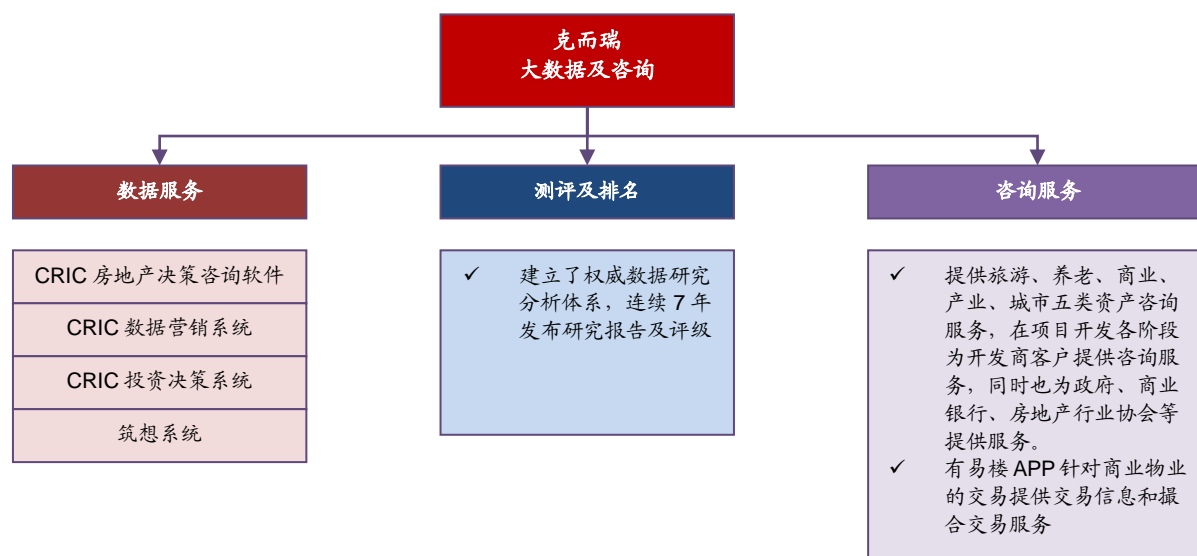 克而瑞
大数据及咨询
数据服务
测评及排名
咨询服务
CRIC 房地产决策咨询软件
CRIC 数据营销系统
CRIC 投资决策系统
筑想系统
✓ 建立了权威数据研究
分析体系，连续 7 年
发布研究报告及评级
✓ 提供旅游、养老、商业、
产业、城市五类资产咨询
服务，在项目开发各阶段
为开发商客户提供咨询服
务，同时也为政府、商业
银行、房地产行业协会等
提供服务。
✓ 有易楼 APP 针对商业物业
的交易提供交易信息和撮
合交易服务